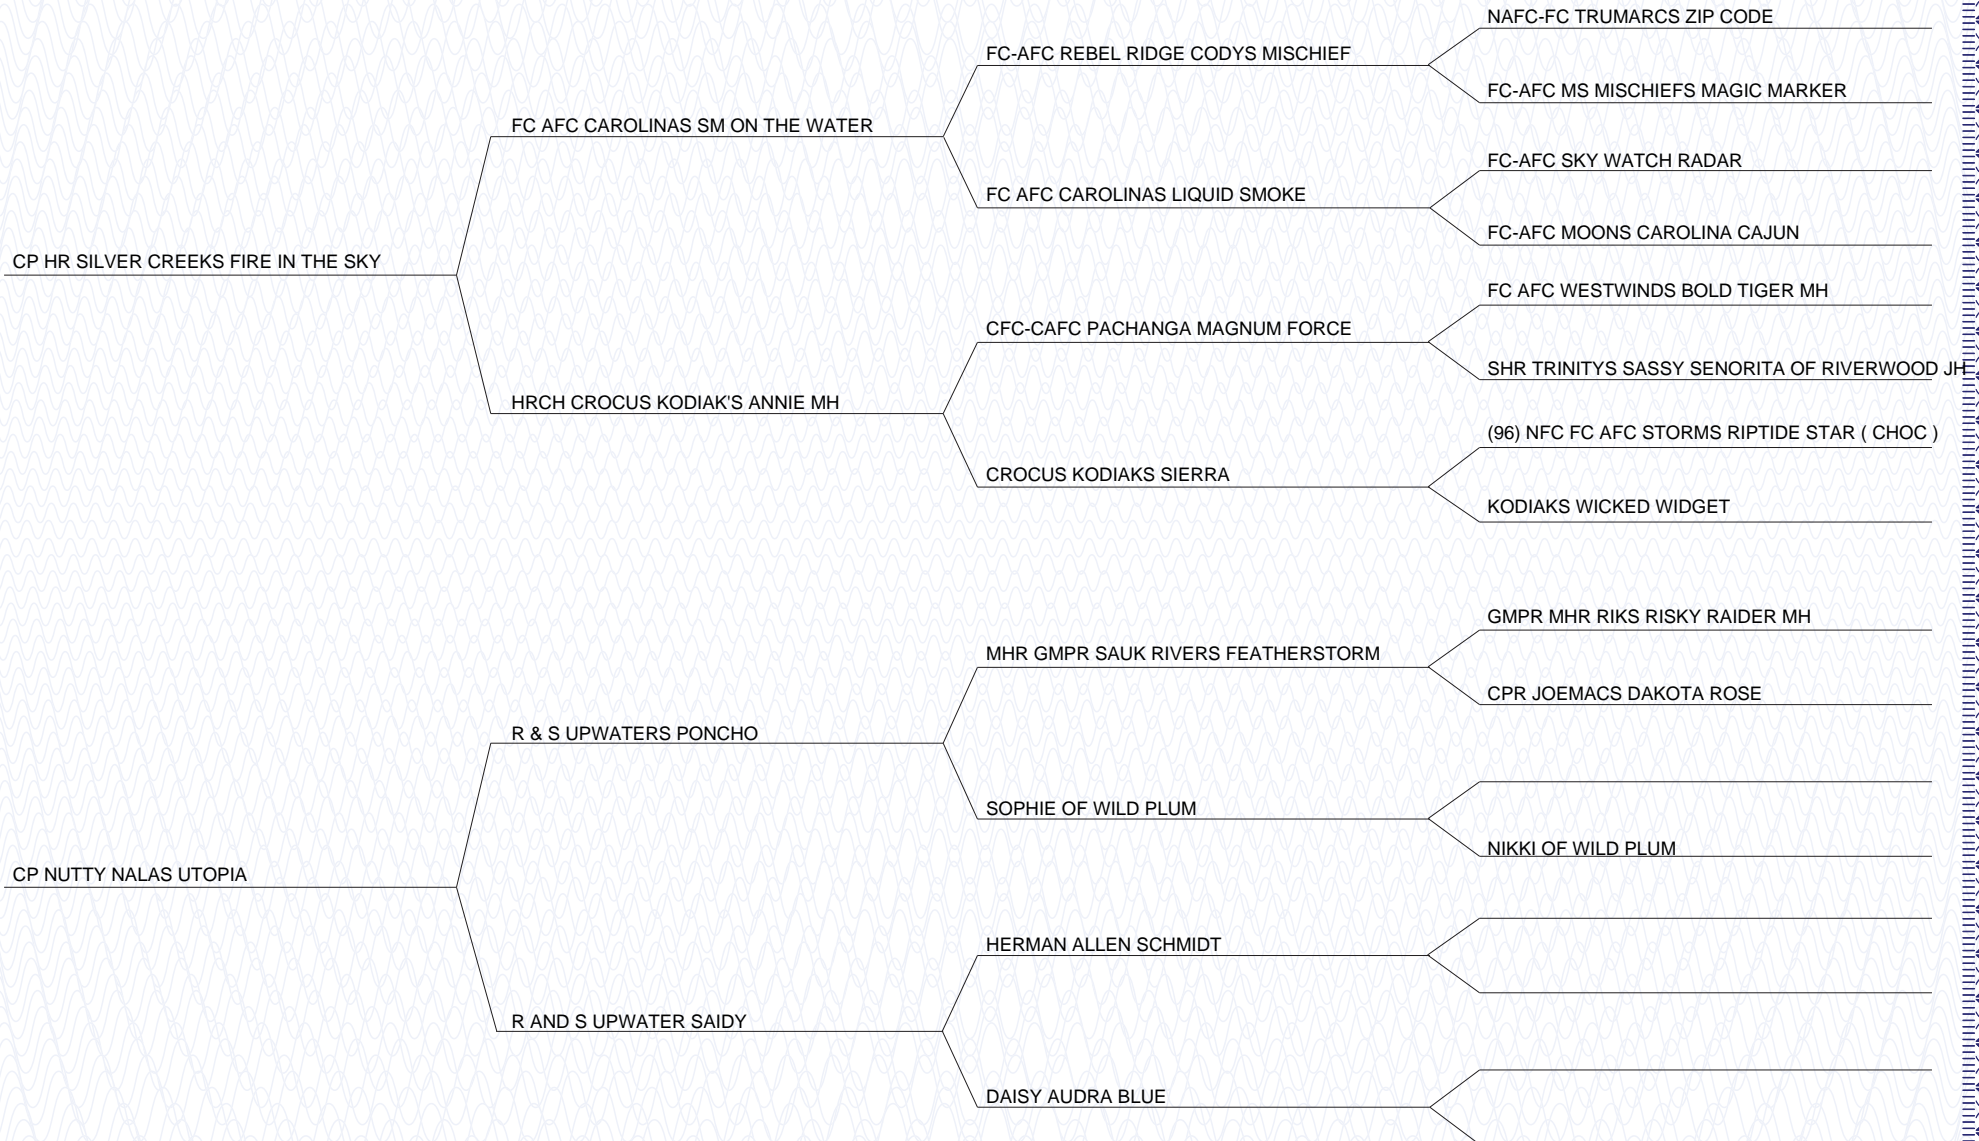 NAFC-FC TRUMARCS ZIP CODE
FC-AFC REBEL RIDGE CODYS MISCHIEF
FC-AFC MS MISCHIEFS MAGIC MARKER
FC AFC CAROLINAS SM ON THE WATER
FC-AFC SKY WATCH RADAR
FC AFC CAROLINAS LIQUID SMOKE
FC-AFC MOONS CAROLINA CAJUN
CP HR SILVER CREEKS FIRE IN THE SKY
FC AFC WESTWINDS BOLD TIGER MH
CFC-CAFC PACHANGA MAGNUM FORCE
SHR TRINITYS SASSY SENORITA OF RIVERWOOD JH
HRCH CROCUS KODIAK'S ANNIE MH
(96) NFC FC AFC STORMS RIPTIDE STAR ( CHOC )
CROCUS KODIAKS SIERRA
KODIAKS WICKED WIDGET
GMPR MHR RIKS RISKY RAIDER MH
MHR GMPR SAUK RIVERS FEATHERSTORM
CPR JOEMACS DAKOTA ROSE
R & S UPWATERS PONCHO
SOPHIE OF WILD PLUM
NIKKI OF WILD PLUM
CP NUTTY NALAS UTOPIA
HERMAN ALLEN SCHMIDT
R AND S UPWATER SAIDY
DAISY AUDRA BLUE